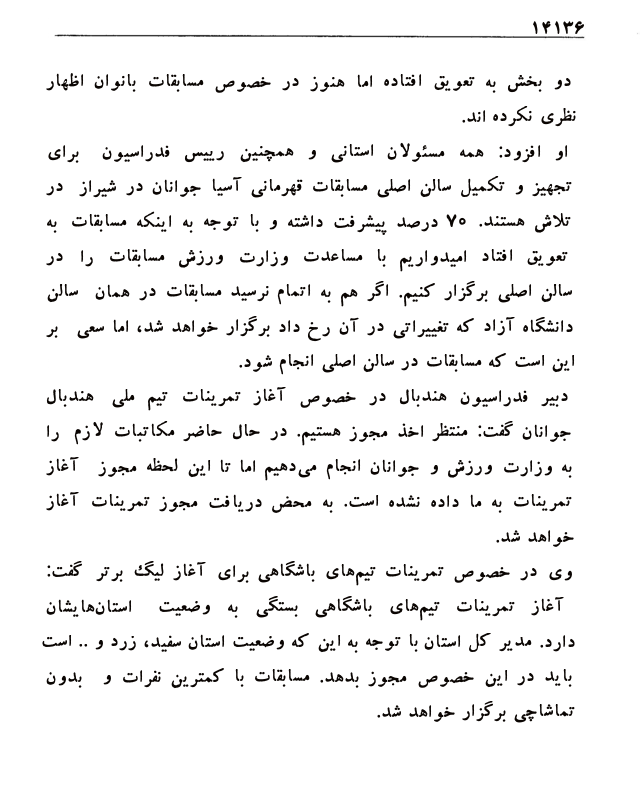 ۱۴۱۳۶
دو بخش به تعویق افتاده اما هنوز در خصوص مسابقات بانوان اظهار
نظری نکرده اند.
او افزود: همه مسئولان استانی و همچنین رییس فدراسیون برای
تجهیز و تکمیل سالن اصلی مسابقات قهرمانی آسیا جوانان در شیراز در
تلاش هستند. ۷۰ درصد پیشرفت داشته و با توجه به اینکه مسابقات به
تعویق افتاد امیدواریم با مساعدت وزارت ورزش مسابقات را در
سالن اصلی برگزار کنیم. اگر هم به اتمام نرسید مسابقات در همان سالن
دانشگاه آزاد که تغییراتی در آن رخ داد برگزار خواهد شد، اما سعی بر
این است که مسابقات در سالن اصلی انجام شود.
دبیر فدراسیون هندبال در خصوص آغاز تمرینات تیم ملی هندبال
جوانان گفت: منتظر اخذ مجوز هستیم. در حال حاضر مکاتبات لازم را
به وزارت ورزش و جوانان انجام می‌دهیم اما تا این لحظه مجوز آغاز
تمرینات به ما داده نشده است. به محض دریافت مجوز تمرینات آغاز
خواهد شد.
وی در خصوص تمرینات تیم‌های باشگاهی برای آغاز لیگ برتر گفت:
آغاز تمرینات تیم‌های باشگاهی بستگی به وضعیت استان‌هایشان
دارد. مدیر کل استان با توجه به این که وضعیت استان سفید، زرد و .. است
باید در این خصوص مجوز بدهد. مسابقات با کمترین نفرات و بدون
تماشاچی برگزار خواهد شد.